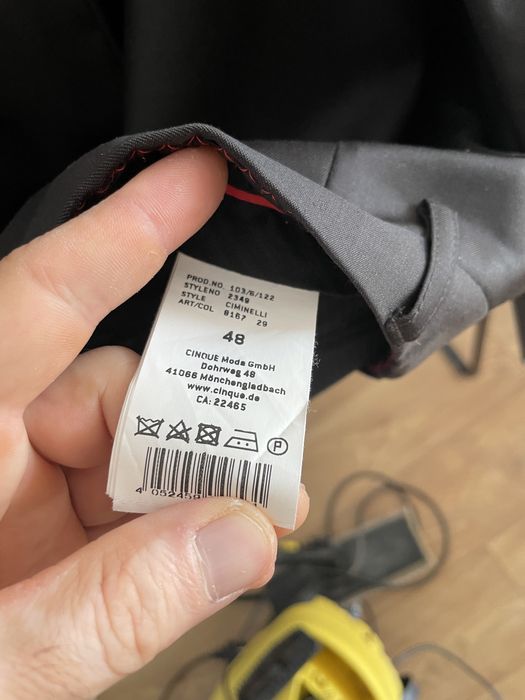 PROD.NO. 103/6/122
STYLENO 2349
STYLE CIMINELLI
ART/COL 8167 29
48
CINQUE Moda GmbH
Dohrweg 48
41066 Mönchengladbach
www.cinque.de
CA: 22465
P
4 052459